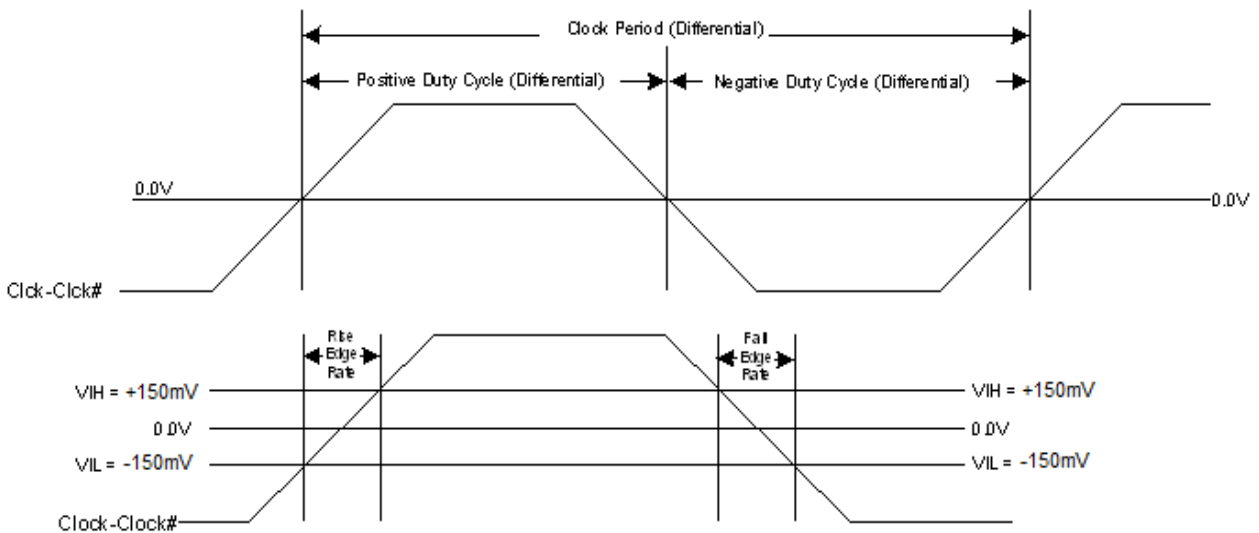 Clock Period (Differential)
Positive Duty Cycle (Differential)
Negative Duty Cycle (Differential)
0.0V
0.0V
Clck-Clck#
Rise
Edge
Rate
Fall
Edge
Rate
VIH = +150mV
VIH = +150mV
0.0V
0.0V
VIL = -150mV
VIL = -150mV
Clock-Clock#